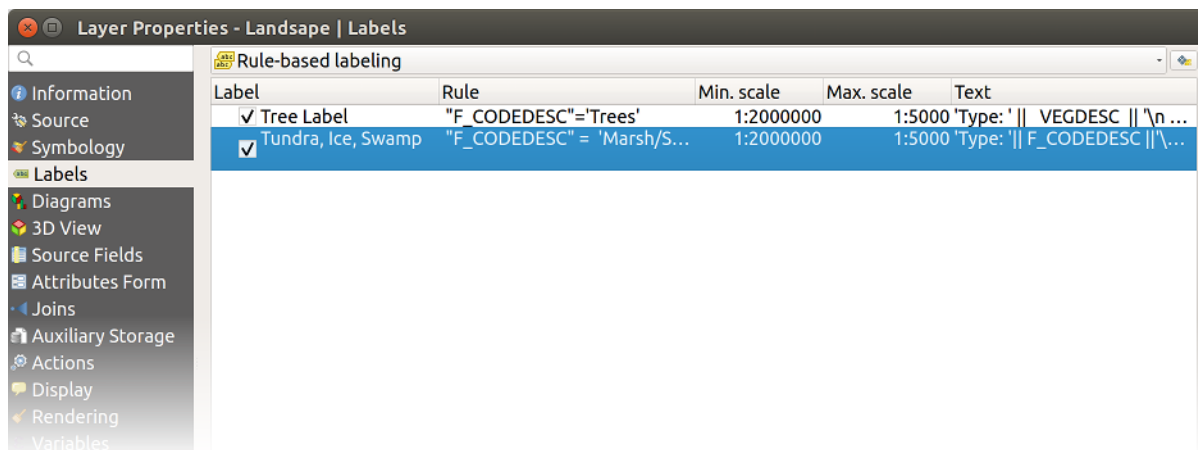 Layer Properties - Landsape | Labels
Rule-based labeling
Information
Source
Symbology
Labels
Diagrams
3D View
Source Fields
Attributes Form
Joins
Auxiliary Storage
Actions
Display
Rendering
Variables
Label Rule Min. scale Max. scale Text
Tree Label "F_CODEDESC"='Trees' 1:2000000 1:5000 'Type: ' || VEGDESC || '\n ...
Tundra, Ice, Swamp "F_CODEDESC" = 'Marsh/S... 1:2000000 1:5000 'Type: '|| F_CODEDESC ||'\...